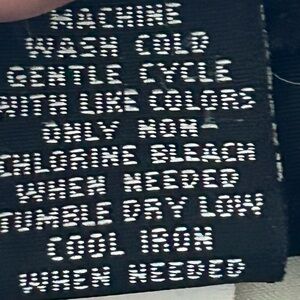 MACHINE
WASH COLD
GENTLE CYCLE
WITH LIKE COLORS
ONLY NON
CHLORINE BLEACH
WHEN NEEDED
TUMBLE DRY LOW
COOL IRON
WHEN NEEDED